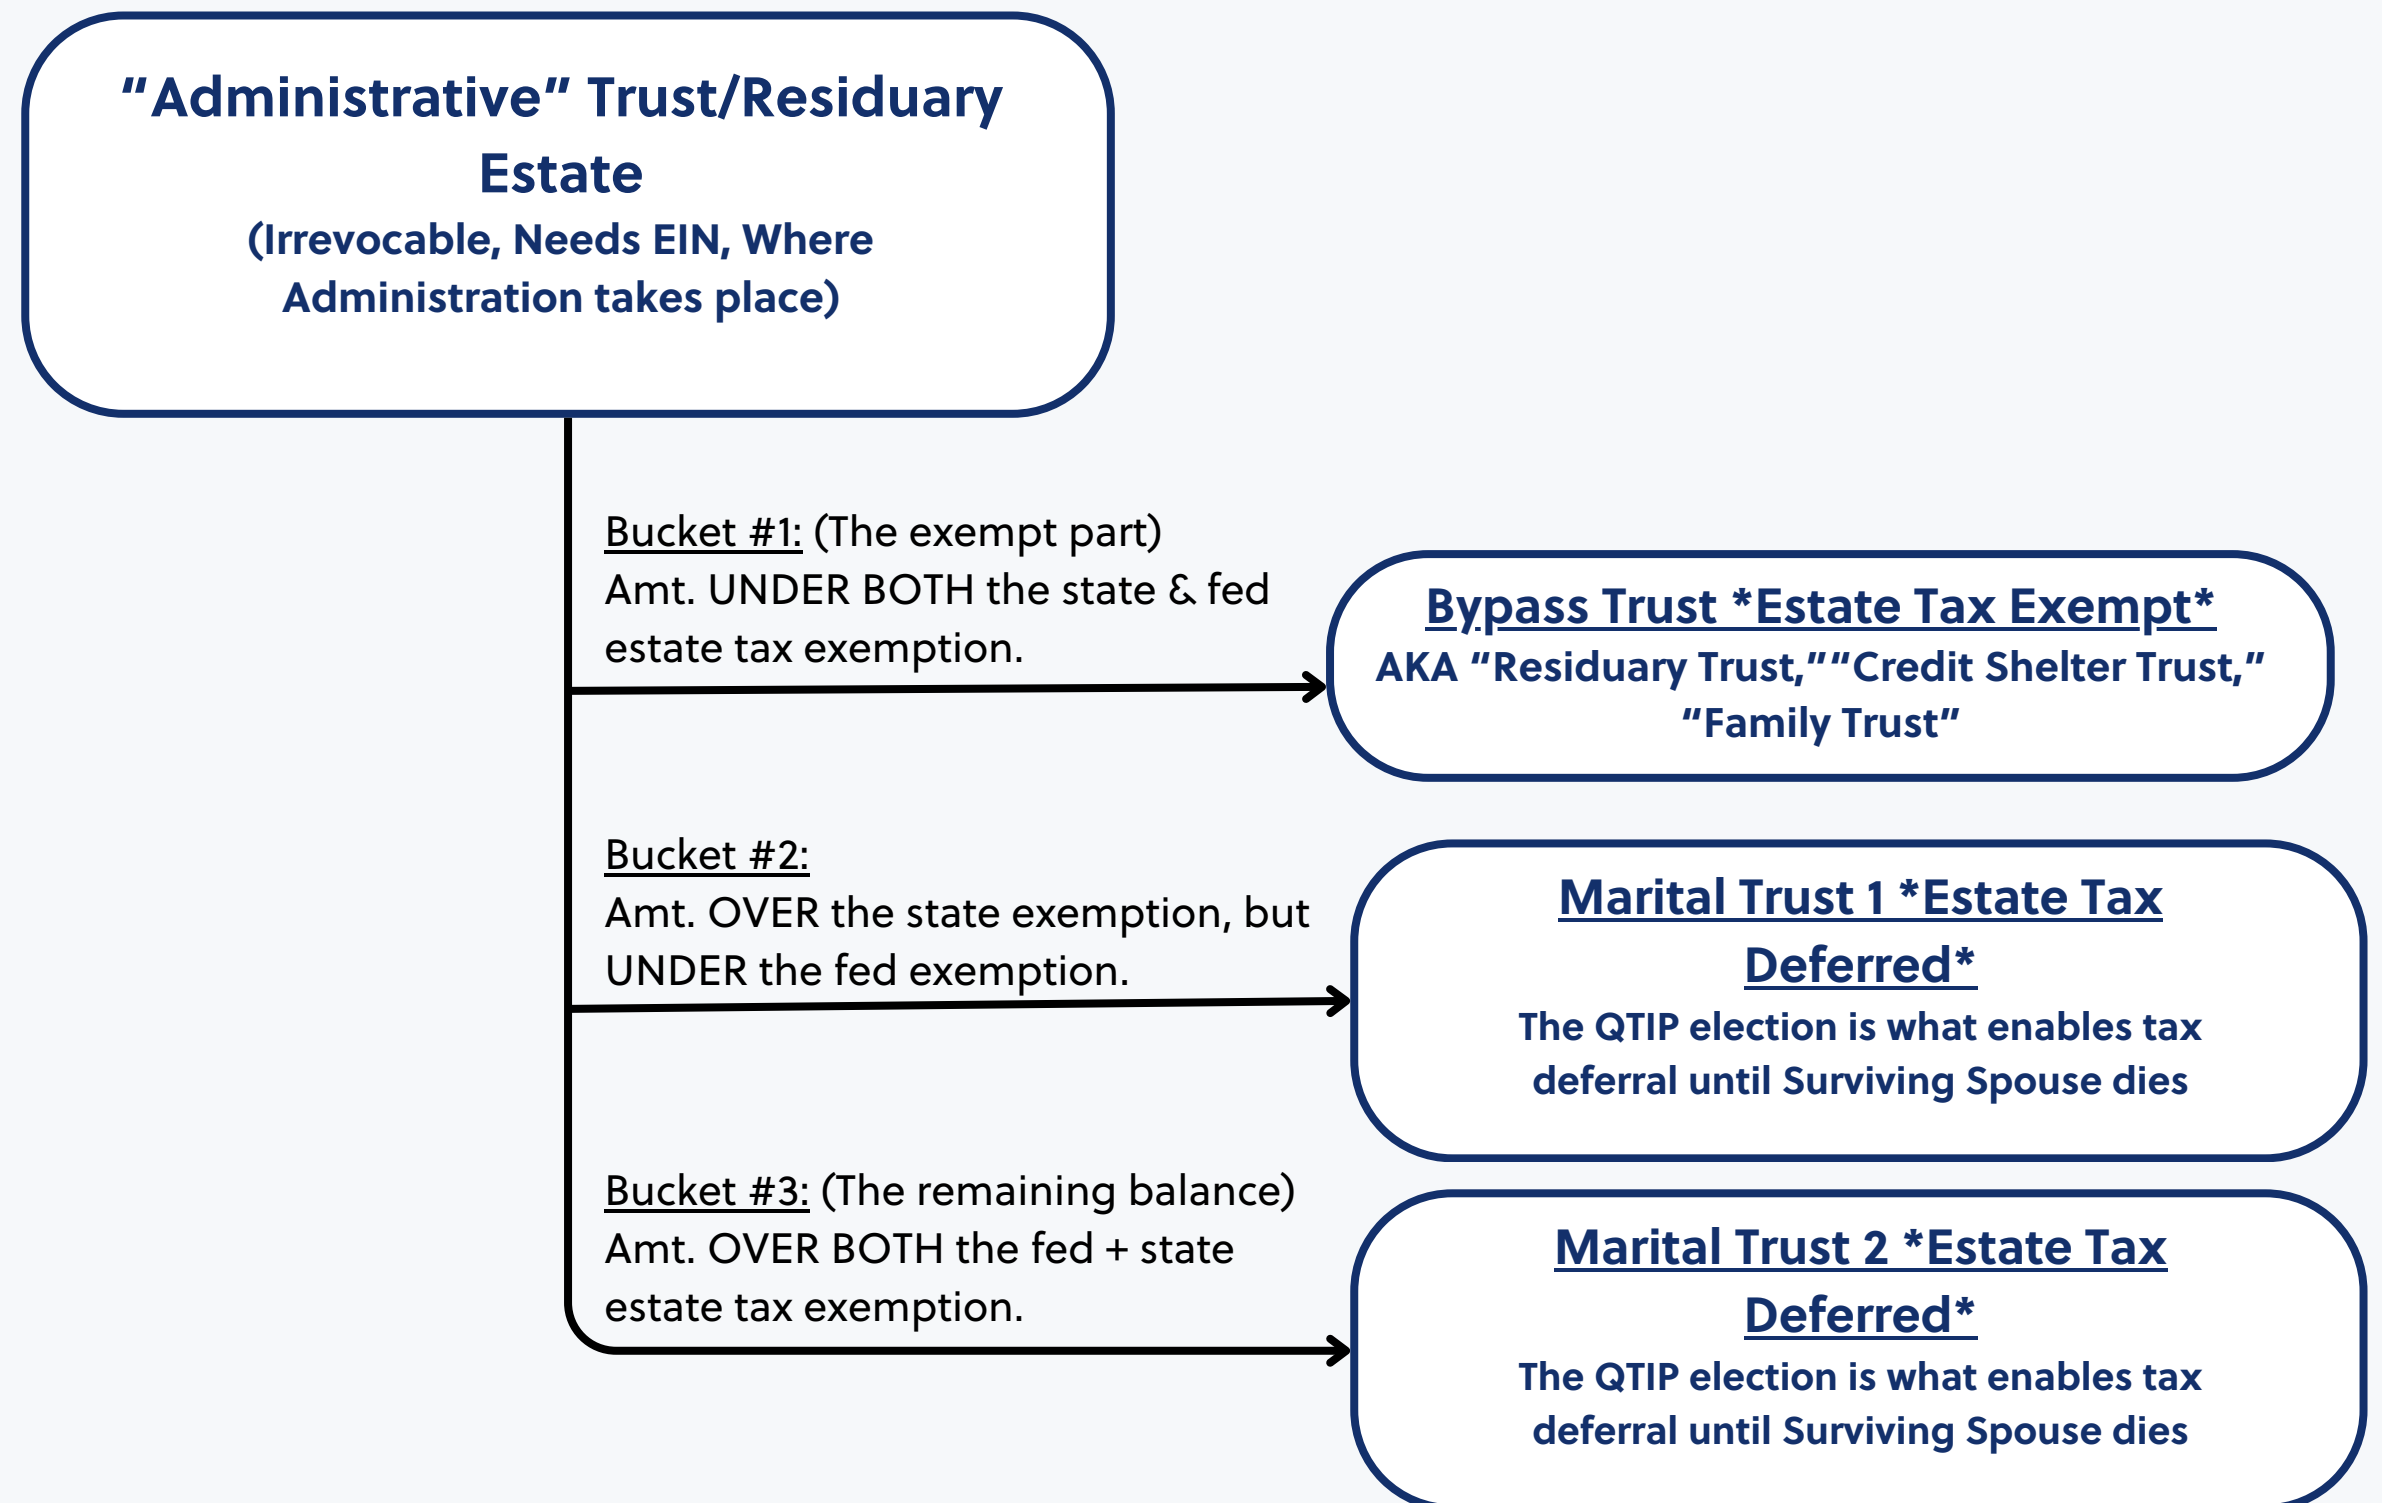 "Administrative" Trust/Residuary
Estate
(Irrevocable, Needs EIN, Where
Administration takes place)
Bucket #1: (The exempt part)
Amt. UNDER BOTH the state & fed
estate tax exemption.
Bypass Trust *Estate Tax Exempt*
AKA "Residuary Trust,""Credit Shelter Trust,"
"Family Trust"
Bucket #2:
Amt. OVER the state exemption, but
UNDER the fed exemption.
Marital Trust 1 *Estate Tax
Deferred*
The QTIP election is what enables tax
deferral until Surviving Spouse dies
Bucket #3: (The remaining balance)
Amt. OVER BOTH the fed + state
estate tax exemption.
Marital Trust 2 *Estate Tax
Deferred*
The QTIP election is what enables tax
deferral until Surviving Spouse dies